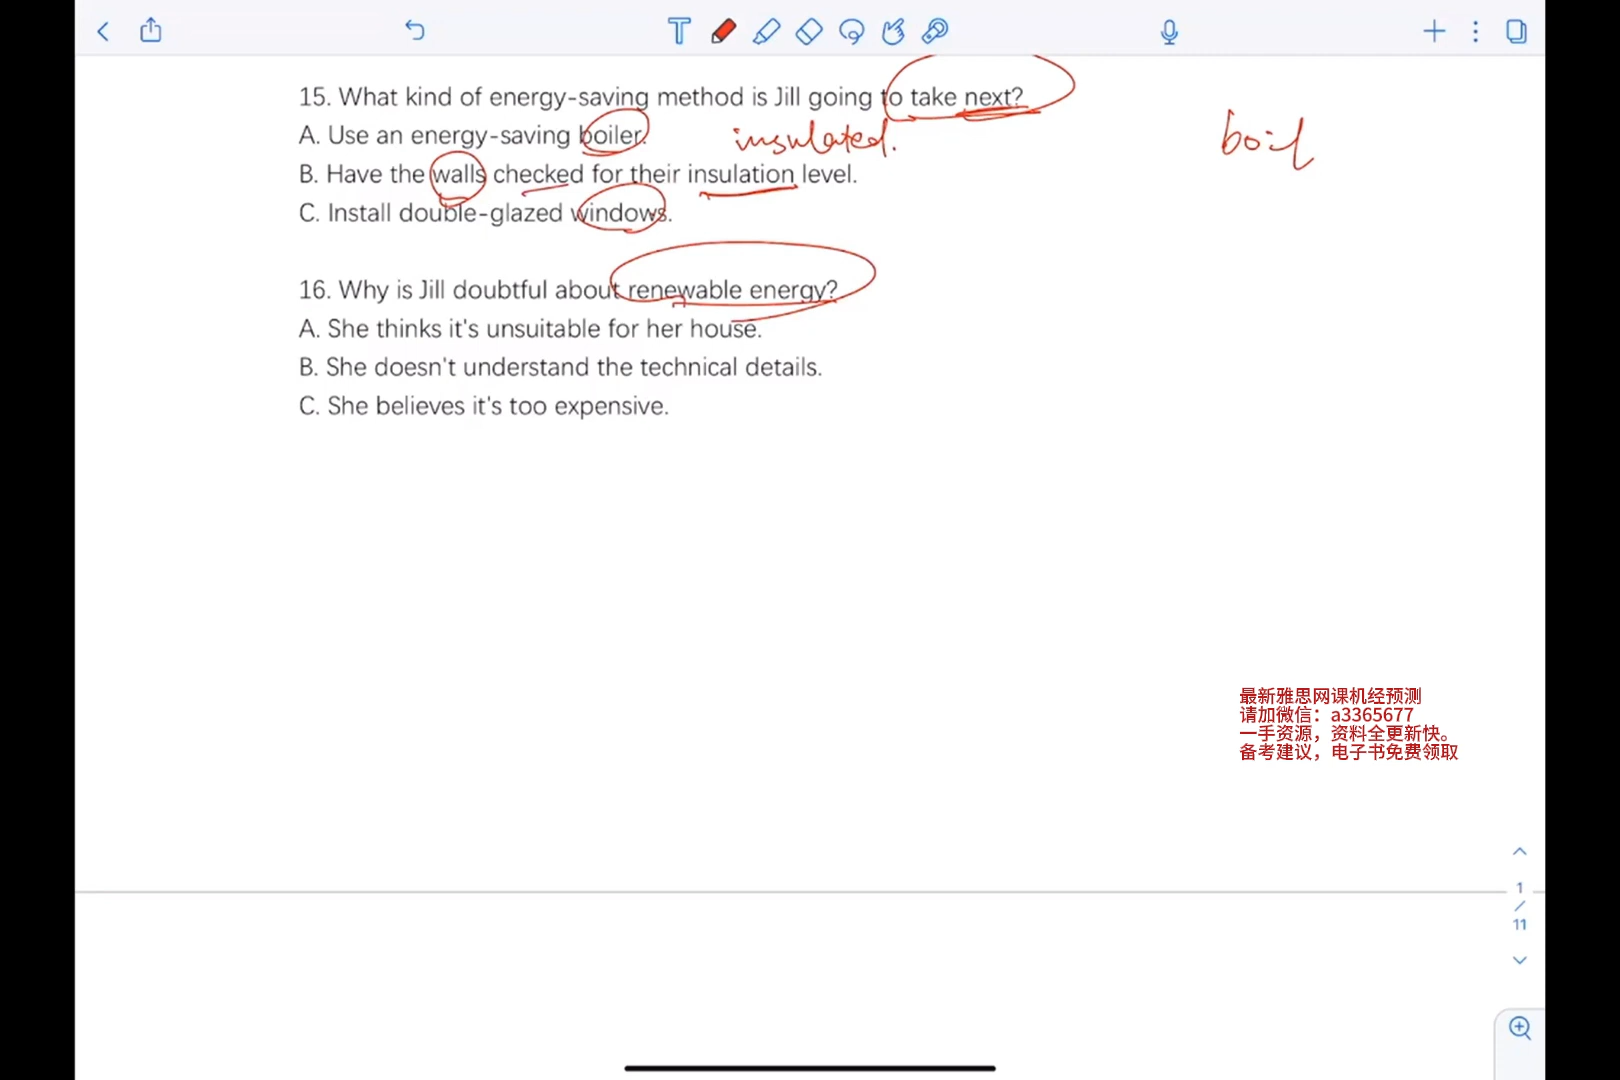 15. What kind of energy-saving method is Jill going to take next?
A. Use an energy-saving boiler.
insulated.
boil
B. Have the walls checked for their insulation level.
C. Install double-glazed windows.
16. Why is Jill doubtful about renewable energy?
A. She thinks it's unsuitable for her house.
B. She doesn't understand the technical details.
C. She believes it's too expensive.
最新雅思网课机经预测
请加微信：a3365677
一手资源，资料全更新快。
备考建议，电子书免费领取
1
/
11